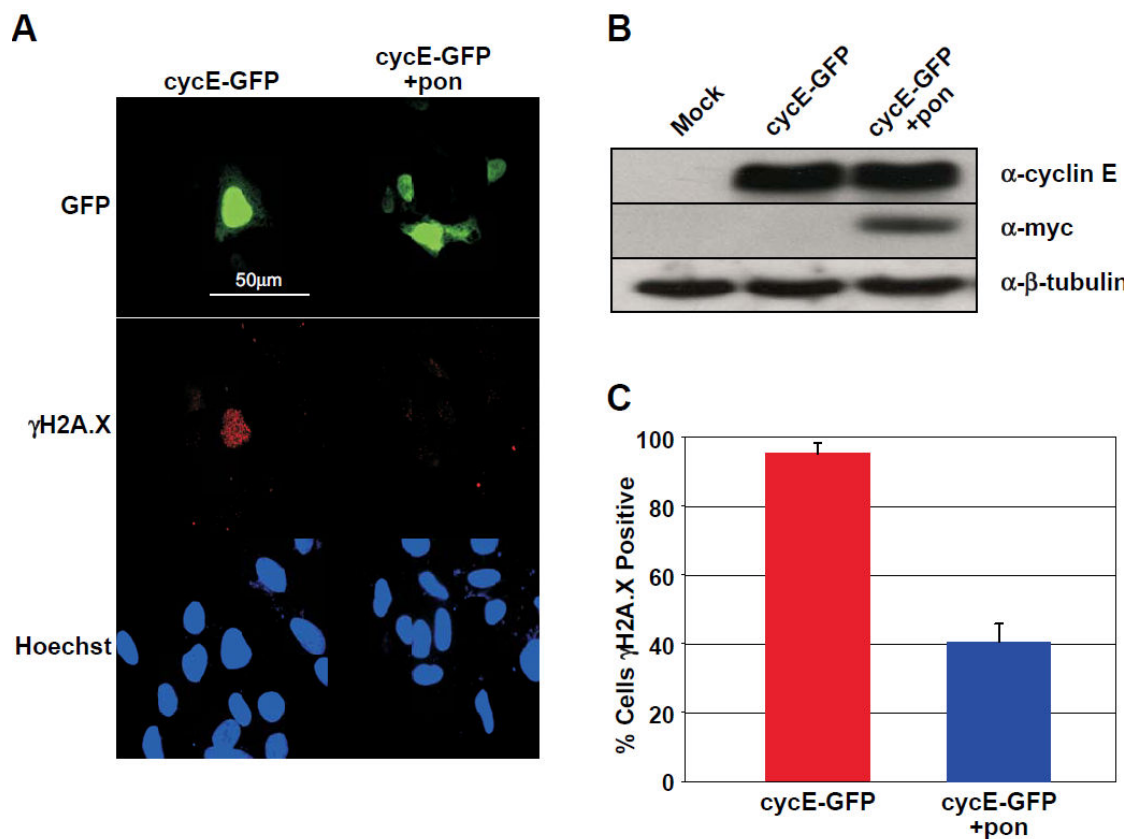 A
cycE-GFP
cycE-GFP
+pon
GFP
50µm
γH2A.X
Hoechst
B
Mock
cycE-GFP
cycE-GFP
+pon
α-cyclin E
α-myc
α-β-tubulin
C
% Cells γH2A.X Positive
100
80
60
40
20
0
cycE-GFP
cycE-GFP
+pon